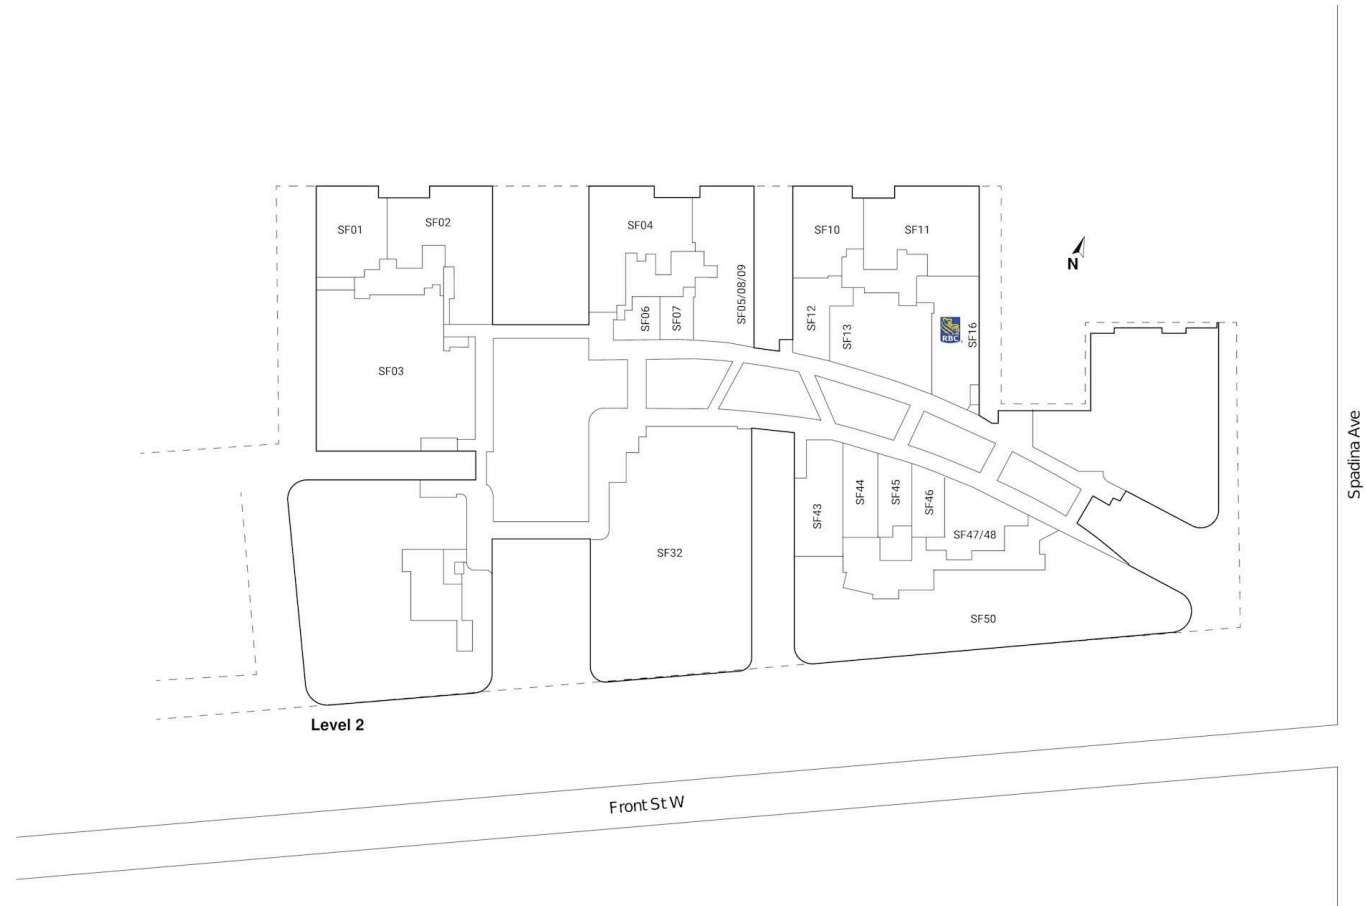 SF01
SF02
SF04
SF10
SF11
N
SF05/08/09
SF06
SF07
SF12
SF13
RBC
SF16
SF03
Spadina Ave
SF43
SF44
SF45
SF46
SF47/48
SF32
SF50
Level 2
Front St W